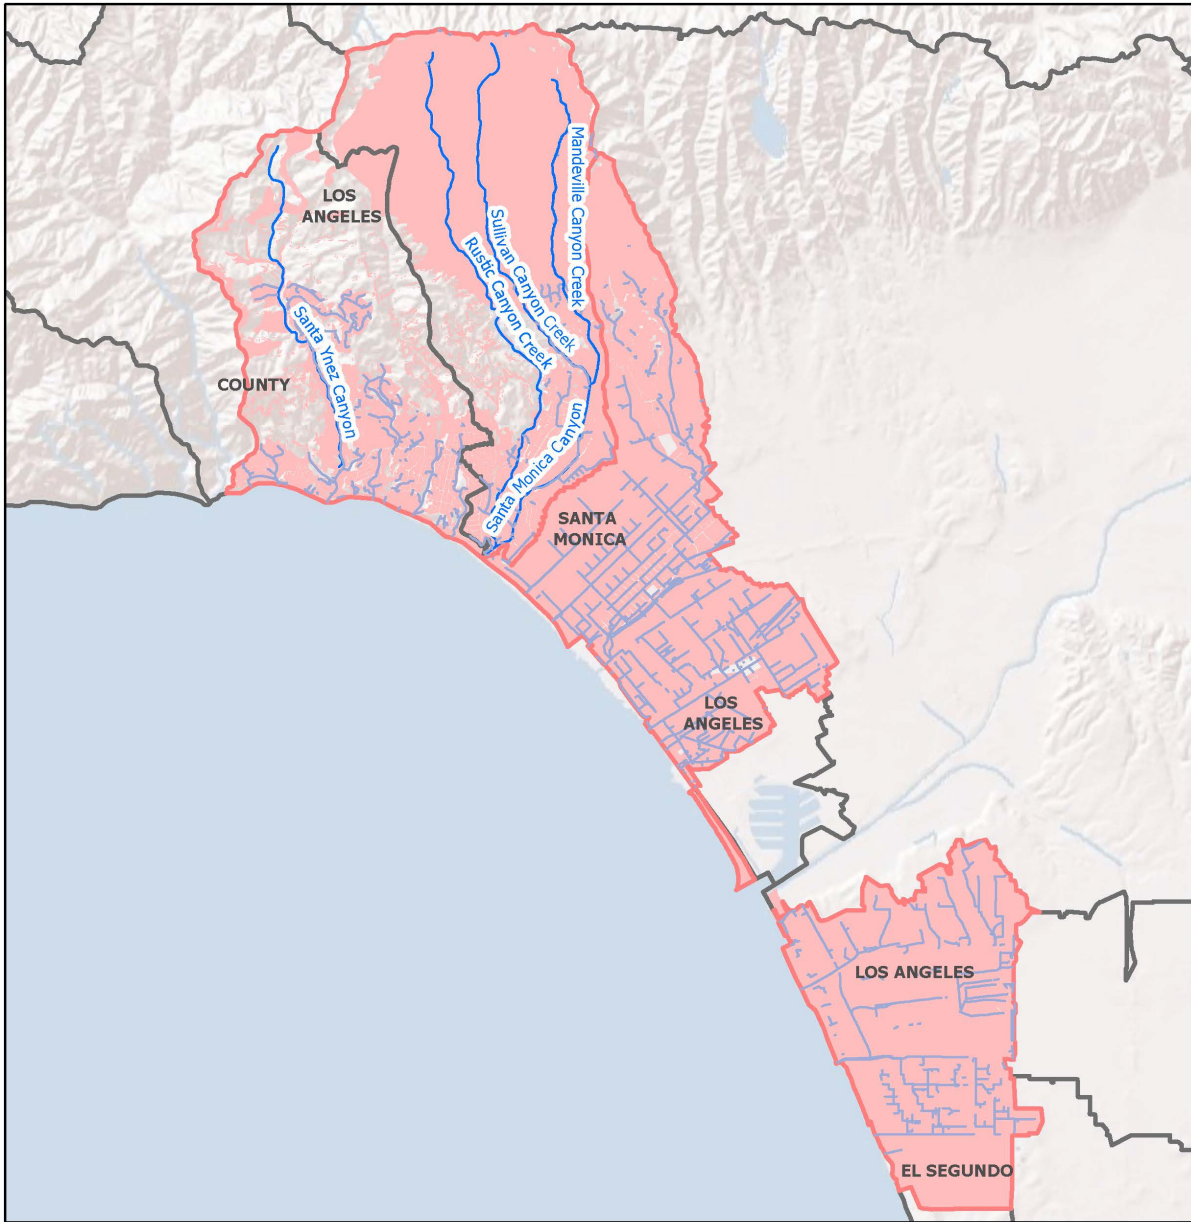 Mandeville Canyon Creek
LOS
ANGELES
Sullivan Canyon Creek
Rustic Canyon Creek
Santa Ynez Canyon
COUNTY
Santa Monica Canyon
SANTA
MONICA
LOS
ANGELES
LOS ANGELES
EL SEGUNDO